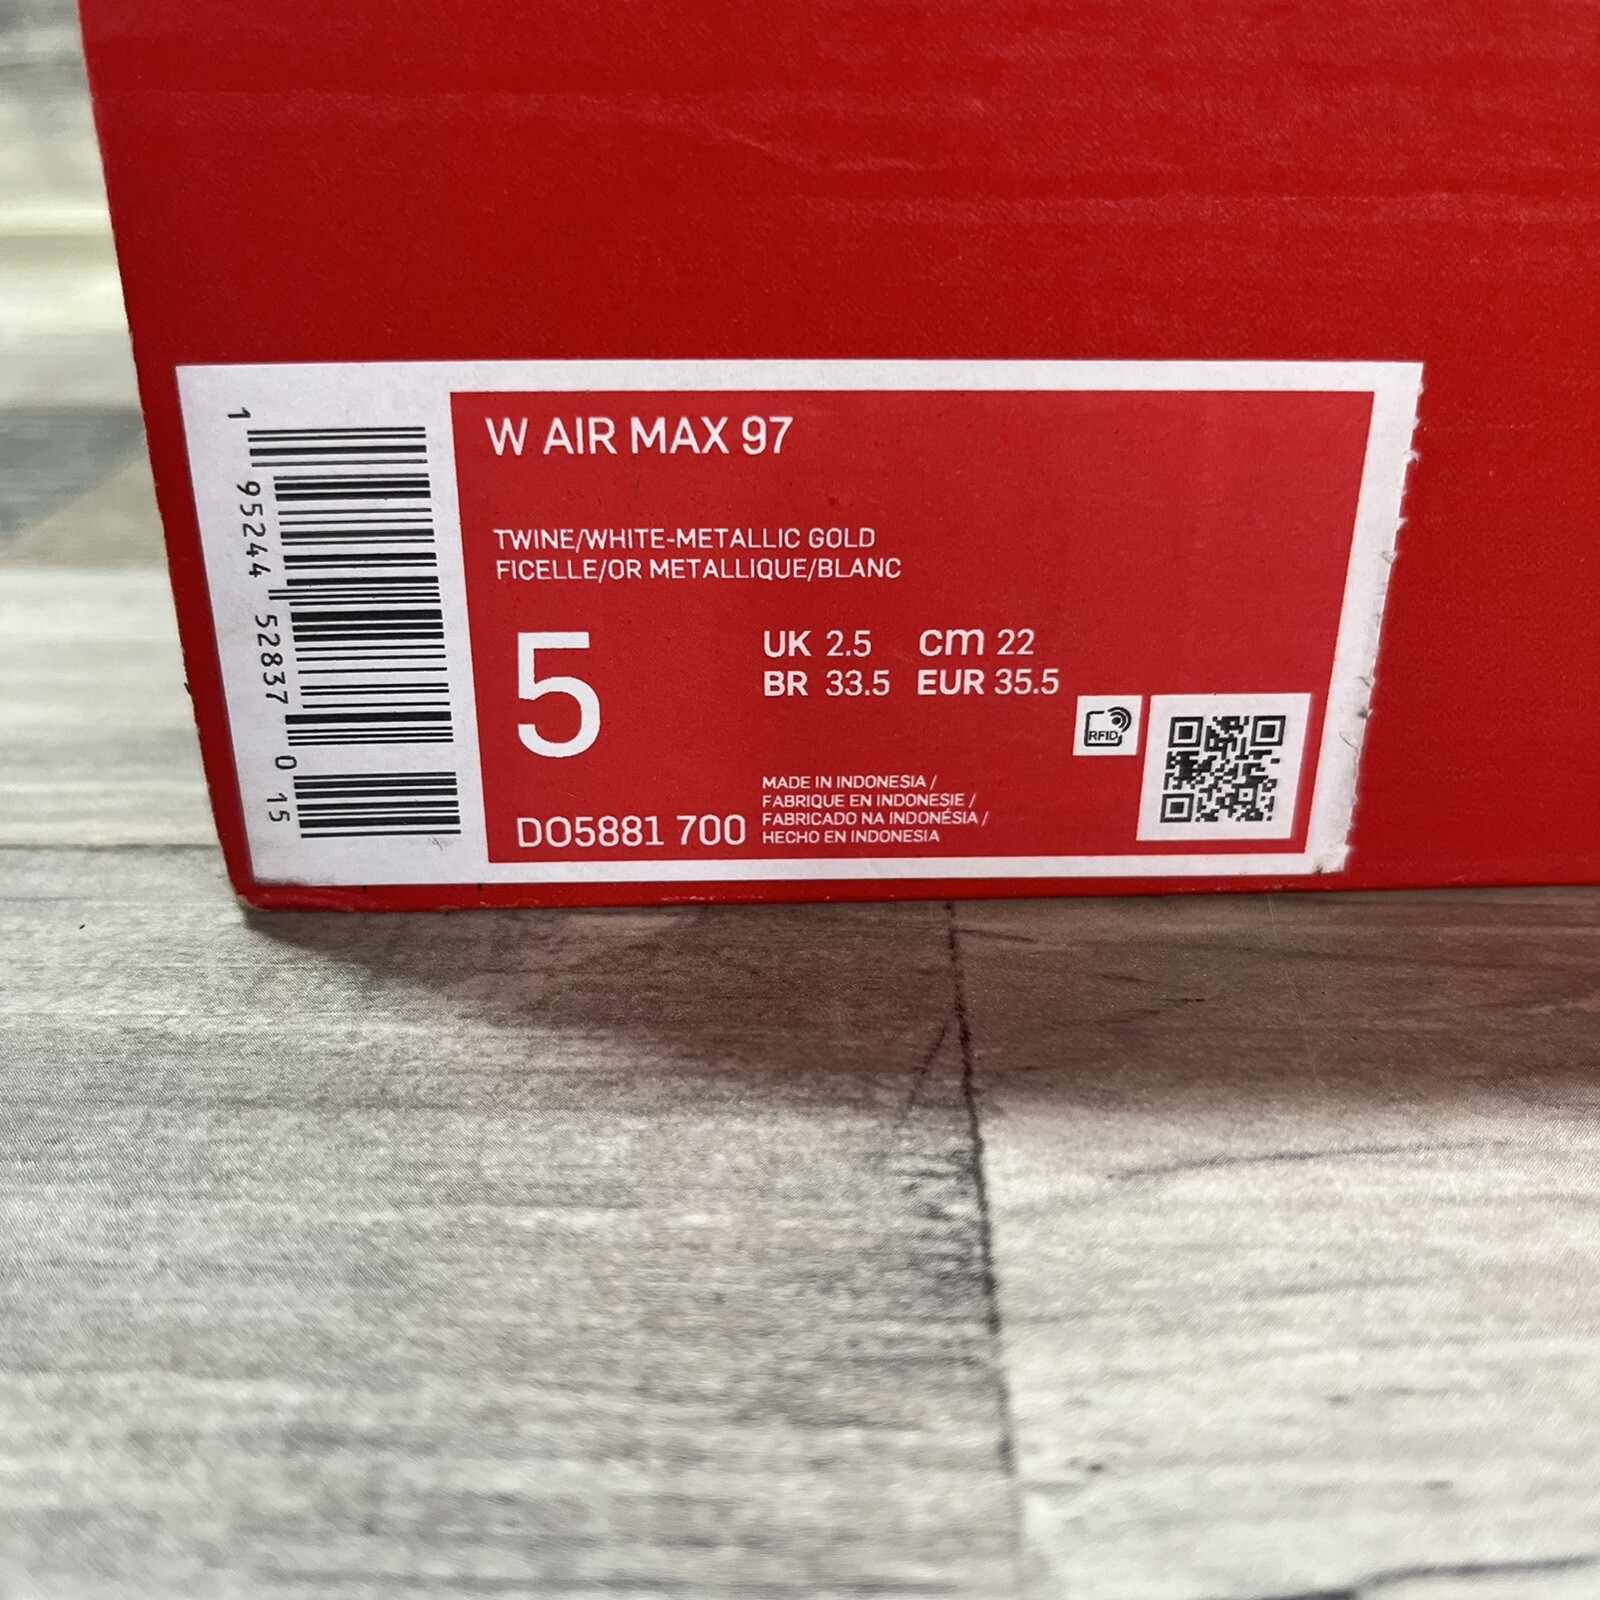 W AIR MAX 97
TWINE/WHITE-METALLIC GOLD
FICELLE/OR METALLIQUE/BLANC
5
UK 2.5 cm 22
BR 33.5 EUR 35.5
RFID
DO5881 700
MADE IN INDONESIA /
FABRIQUE EN INDONESIE /
FABRICADO NA INDONÉSIA /
HECHO EN INDONESIA
1 95244 52837 0 15